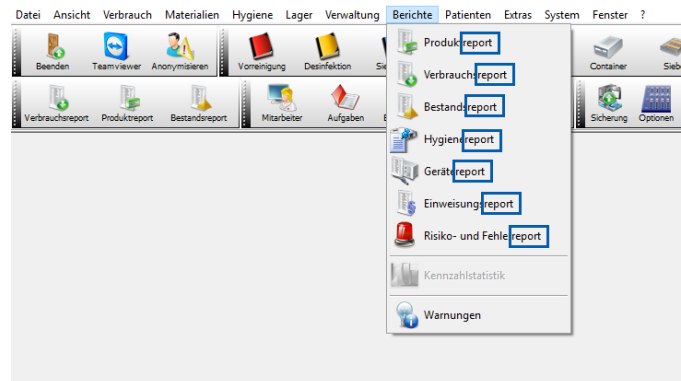 Datei Ansicht Verbrauch Materialien Hygiene Lager Verwaltung Berichte Patienten Extras System Fenster ?
Beenden Teamviewer Anonymisieren Vorreinigung Desinfektion Container
Verbrauchsreport Produktreport Bestandsreport Mitarbeiter Aufgaben Sicherung Optionen
Produktreport
Verbrauchsreport
Bestandsreport
Hygienereport
Gerätereport
Einweisungsreport
Risiko- und Fehlerreport
Kennzahlstatistik
Warnungen